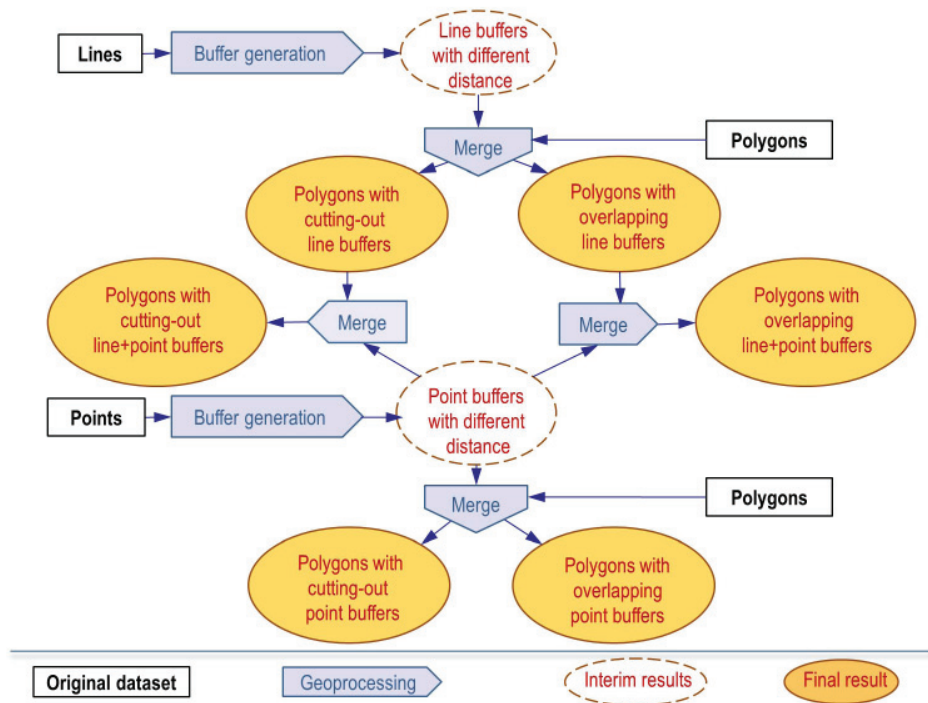 Lines
Buffer generation
Line buffers
with different
distance
Merge
Polygons
Polygons with
cutting-out
line buffers
Polygons with
overlapping
line buffers
Polygons with
cutting-out
line+point buffers
Merge
Merge
Polygons with
overlapping
line+point buffers
Points
Buffer generation
Point buffers
with different
distance
Merge
Polygons
Polygons with
cutting-out
point buffers
Polygons with
overlapping
point buffers
Original dataset
Geoprocessing
Interim results
Final result